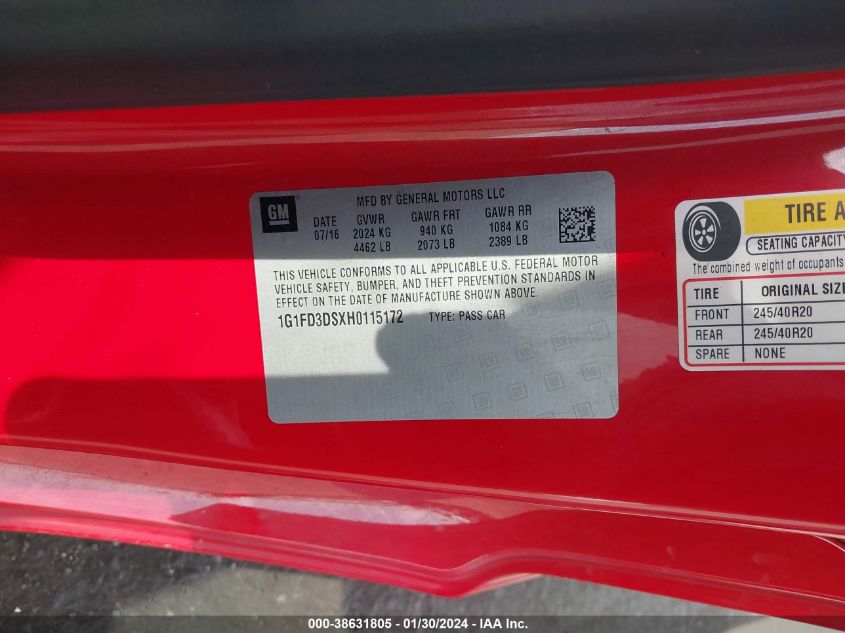 GM
MFD BY GENERAL MOTORS LLC
DATE GVWR GAWR FRT GAWR RR
07/16 2024 KG 940 KG 1084 KG
4462 LB 2073 LB 2389 LB
THIS VEHICLE CONFORMS TO ALL APPLICABLE U.S. FEDERAL MOTOR
VEHICLE SAFETY, BUMPER, AND THEFT PREVENTION STANDARDS IN
EFFECT ON THE DATE OF MANUFACTURE SHOWN ABOVE.
1G1FD3DSXH0115172 TYPE: PASS CAR
TIRE A
SEATING CAPACITY
The combined weight of occupants
TIRE ORIGINAL SIZE
FRONT 245/40R20
REAR 245/40R20
SPARE NONE
000-38631805 - 01/30/2024 - IAA Inc.